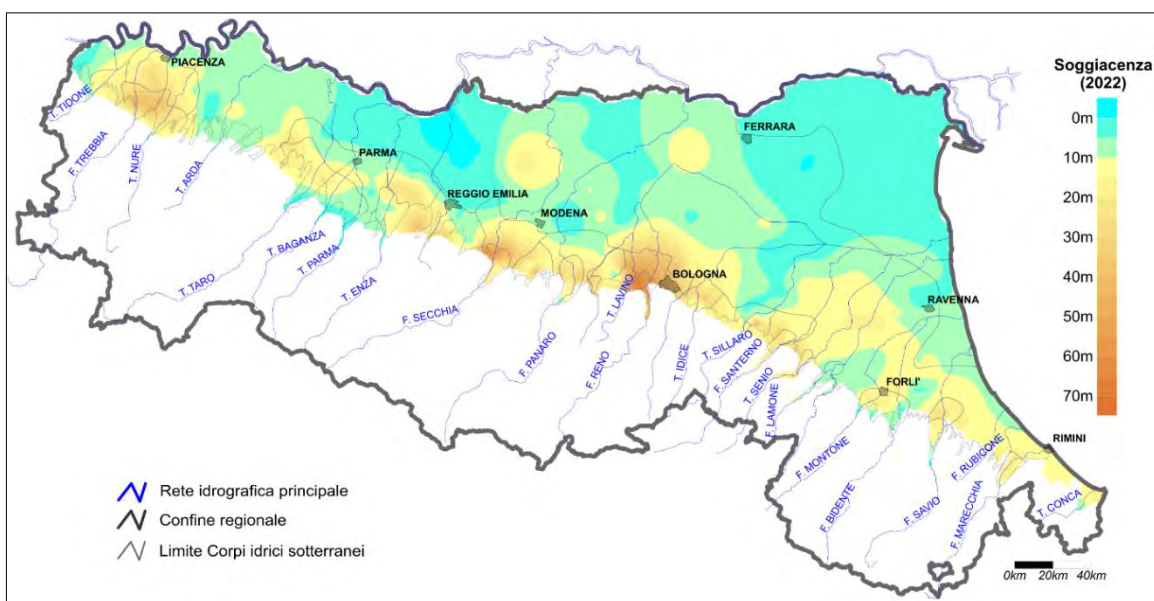 Soggiacenza
(2022)
0m
10m
20m
30m
40m
50m
60m
70m
PIACENZA
T. TIDONE
F. TREBBIA
T. NURE
T. ARDA
PARMA
REGGIO EMILIA
MODENA
FERRARA
BOLOGNA
RAVENNA
FORLI'
RIMINI
T. TARO
T. BAGANZA
T. PARMA
T. ENZA
F. SECCHIA
F. PANARO
F. RENO
T. LAVINO
T. IDICE
T. SILLARO
F. SANTERNO
T. SENIO
F. LAMONE
F. MONTONE
F. BIDENTE
F. SAVIO
F. RUBICONE
F. MARECCHIA
T. CONCA
Rete idrografica principale
Confine regionale
Limite Corpi idrici sotterranei
0km 20km 40km